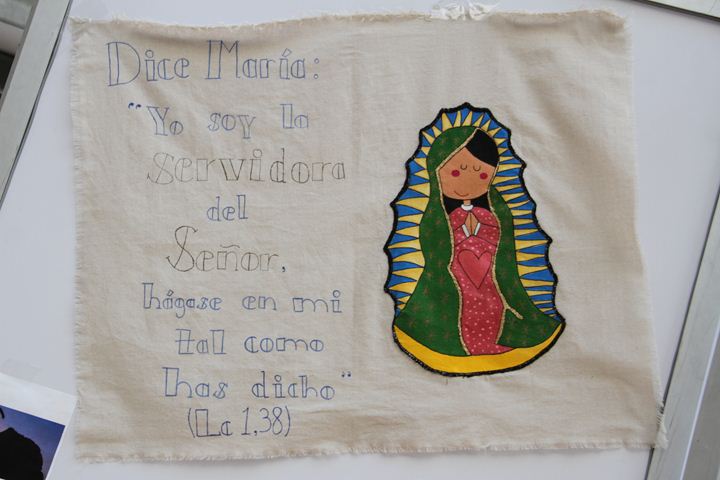 Dice María:
"Yo soy la
servidora
del
Señor,
hágase en mi
tal como
has dicho"
(Lc 1,38)